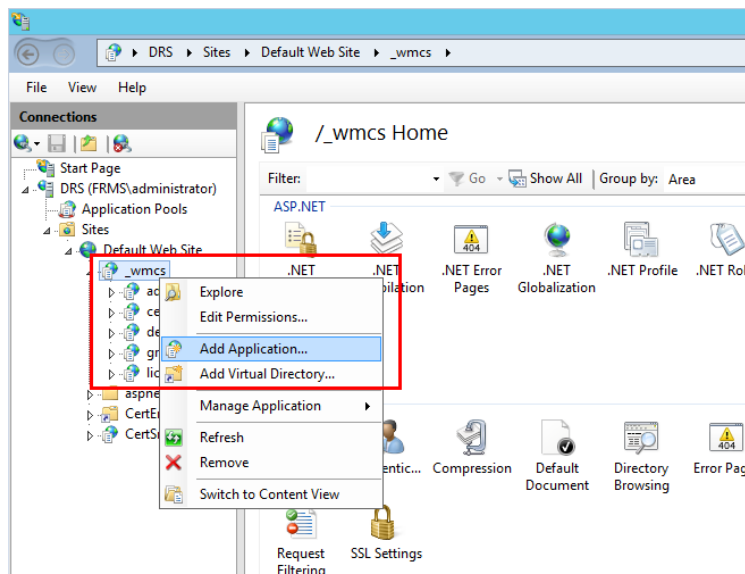 DRS Sites Default Web Site _wmcs
File View Help
Connections
Start Page
DRS (FRMS\administrator)
Application Pools
Sites
Default Web Site
_wmcs
Explore
Edit Permissions...
Add Application...
Add Virtual Directory...
Manage Application
Refresh
Remove
Switch to Content View
/_wmcs Home
Filter: Go Show All Group by: Area
ASP.NET
.NET
.NET
.NET Error
Pages
.NET
Globalization
.NET Profile
.NET
Compression
Default
Document
Directory
Browsing
404
404
Error
Request
Filtering
SSL Settings